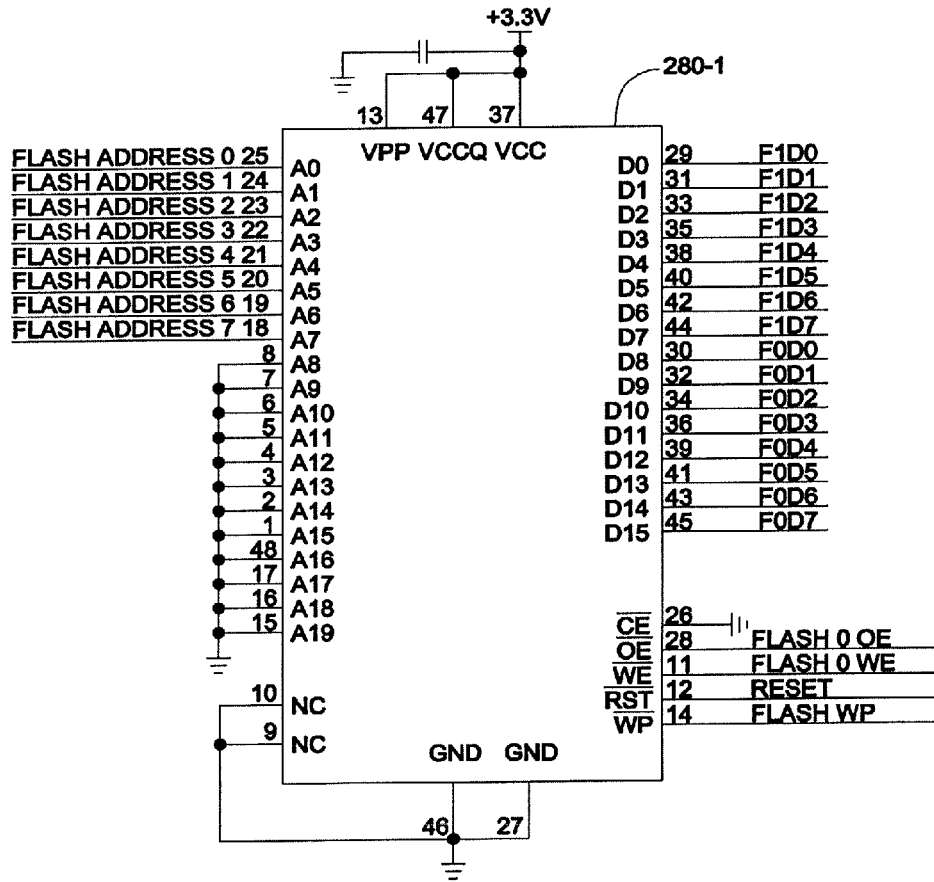 +3.3V
280-1
13 47 37
VPP VCCQ VCC
FLASH ADDRESS 0 25 A0
FLASH ADDRESS 1 24 A1
FLASH ADDRESS 2 23 A2
FLASH ADDRESS 3 22 A3
FLASH ADDRESS 4 21 A4
FLASH ADDRESS 5 20 A5
FLASH ADDRESS 6 19 A6
FLASH ADDRESS 7 18 A7
8 A8
7 A9
6 A10
5 A11
4 A12
3 A13
2 A14
1 A15
48 A16
17 A17
16 A18
15 A19
10 NC
9 NC
D0 29 F1D0
D1 31 F1D1
D2 33 F1D2
D3 35 F1D3
D4 38 F1D4
D5 40 F1D5
D6 42 F1D6
D7 44 F1D7
D8 30 F0D0
D9 32 F0D1
D10 34 F0D2
D11 36 F0D3
D12 39 F0D4
D13 41 F0D5
D14 43 F0D6
D15 45 F0D7
CE 26
OE 28 FLASH 0 OE
WE 11 FLASH 0 WE
RST 12 RESET
WP 14 FLASH WP
GND GND
46 27